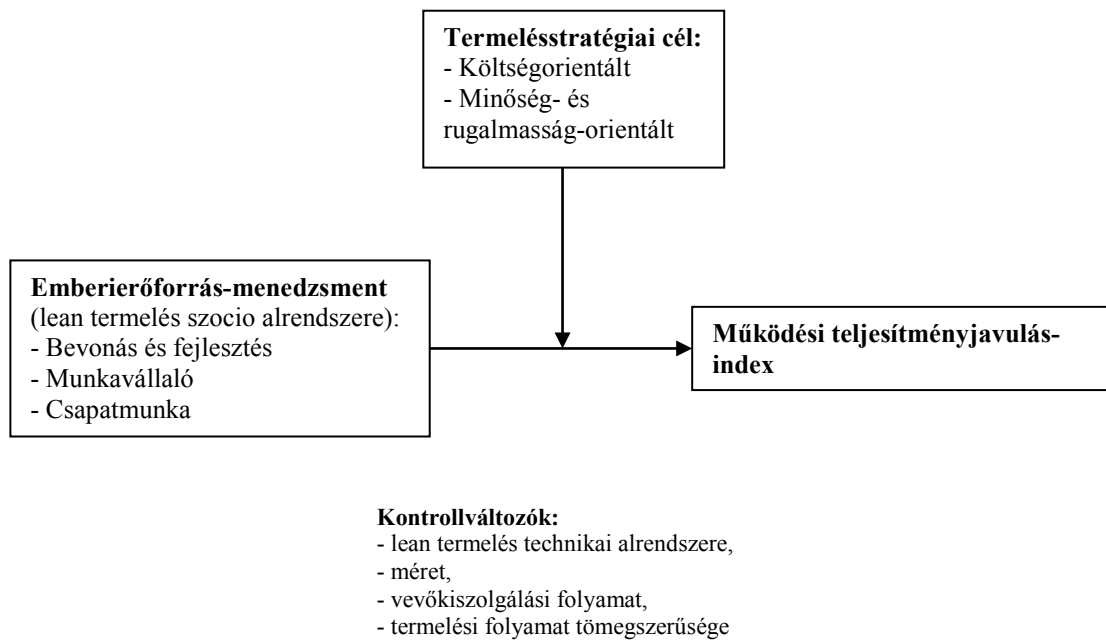 Termelésstratégiai cél:
- Költségorientált
- Minőség- és
rugalmasság-orientált
Emberierőforrás-menedzsment
(lean termelés szocio alrendszere):
- Bevonás és fejlesztés
- Munkavállaló
- Csapatmunka
Működési teljesítményjavulás-
index
Kontrollváltozók:
- lean termelés technikai alrendszere,
- méret,
- vevőkiszolgálási folyamat,
- termelési folyamat tömegszerűsége